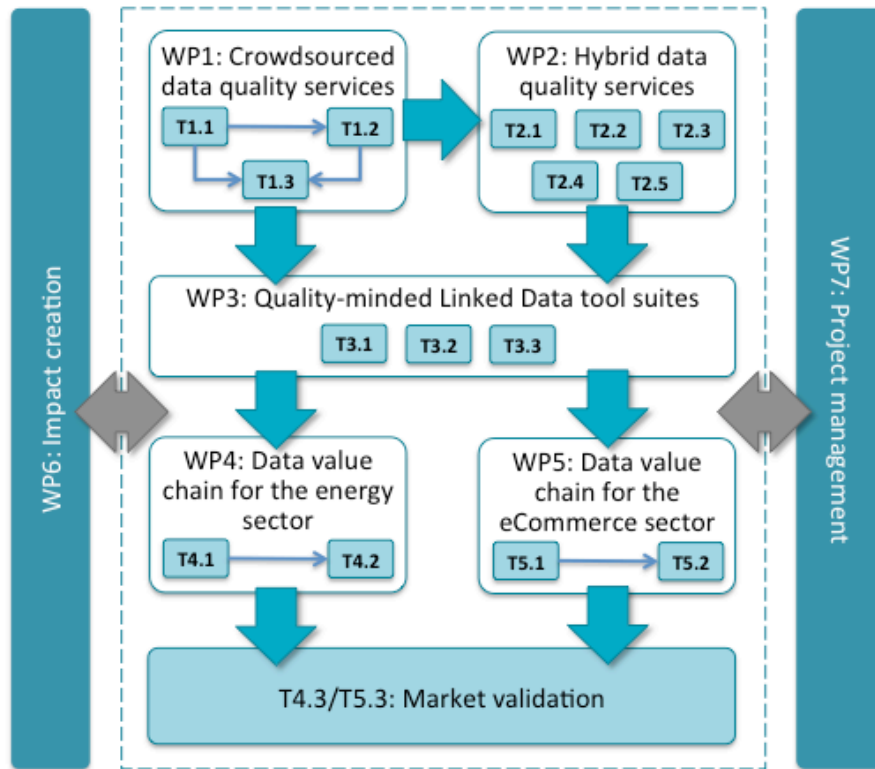 WP6: Impact creation
WP1: Crowdsourced
data quality services
T1.1
T1.2
T1.3
WP2: Hybrid data
quality services
T2.1
T2.2
T2.3
T2.4
T2.5
WP3: Quality-minded Linked Data tool suites
T3.1
T3.2
T3.3
WP4: Data value
chain for the energy
sector
T4.1
T4.2
WP5: Data value
chain for the
eCommerce sector
T5.1
T5.2
T4.3/T5.3: Market validation
WP7: Project management